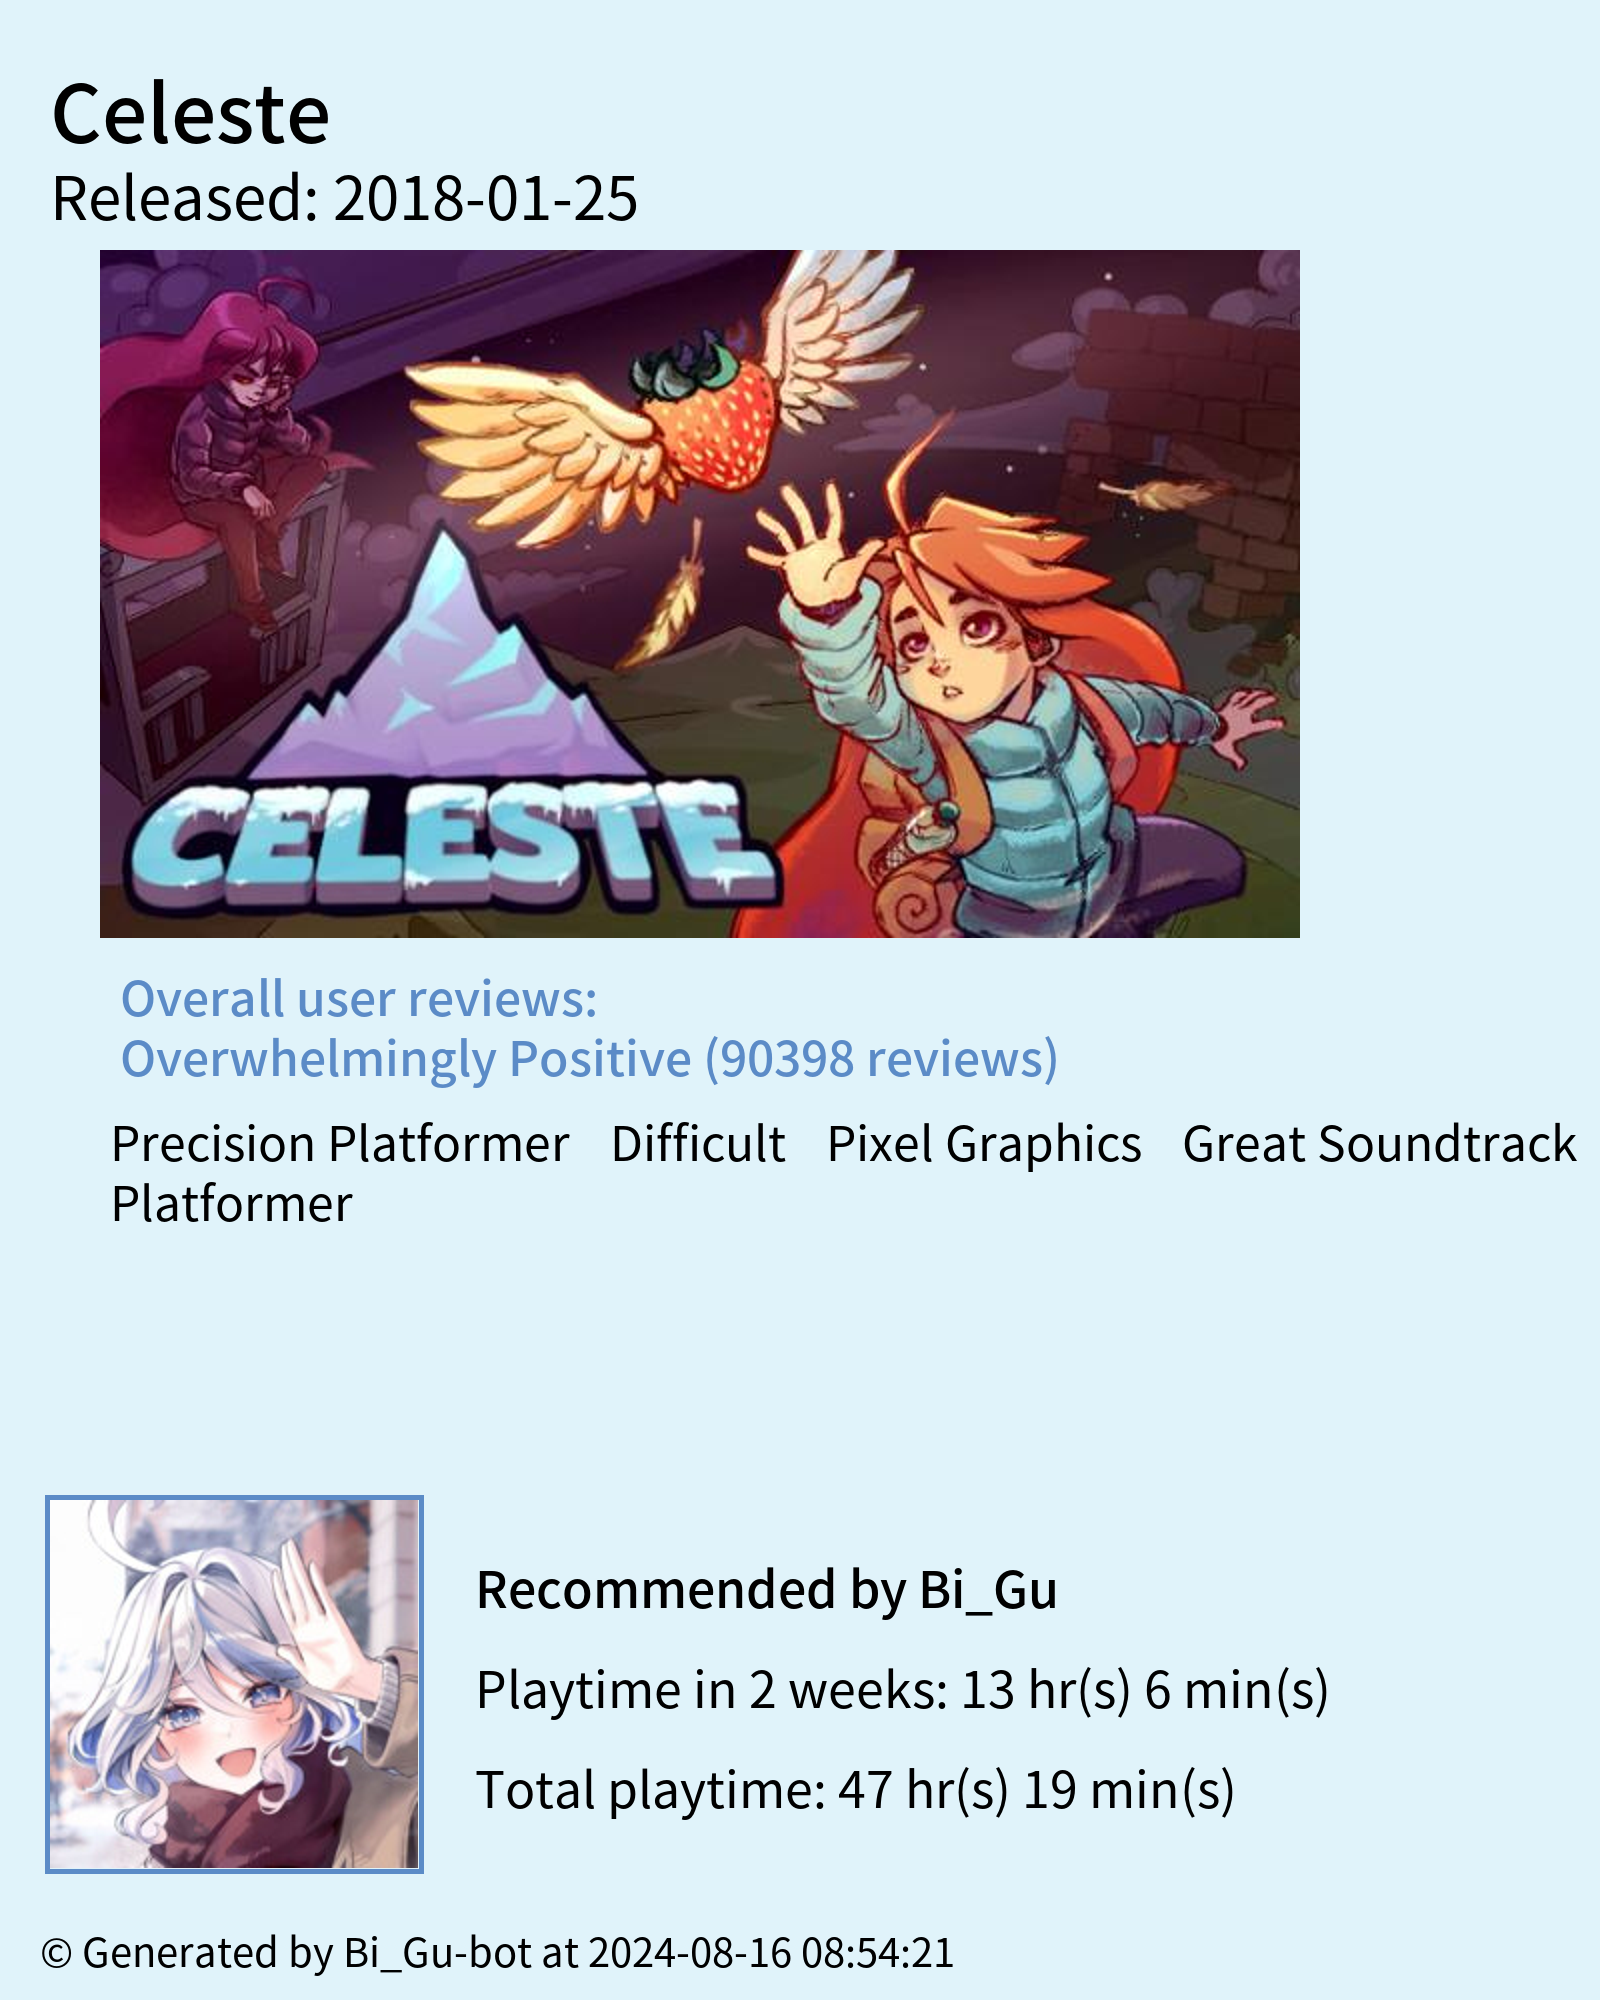 Celeste
Released: 2018-01-25
CELESTE
Overall user reviews:
Overwhelmingly Positive (90398 reviews)
Precision Platformer Difficult Pixel Graphics Great Soundtrack
Platformer
Recommended by Bi_Gu
Playtime in 2 weeks: 13 hr(s) 6 min(s)
Total playtime: 47 hr(s) 19 min(s)
© Generated by Bi_Gu-bot at 2024-08-16 08:54:21